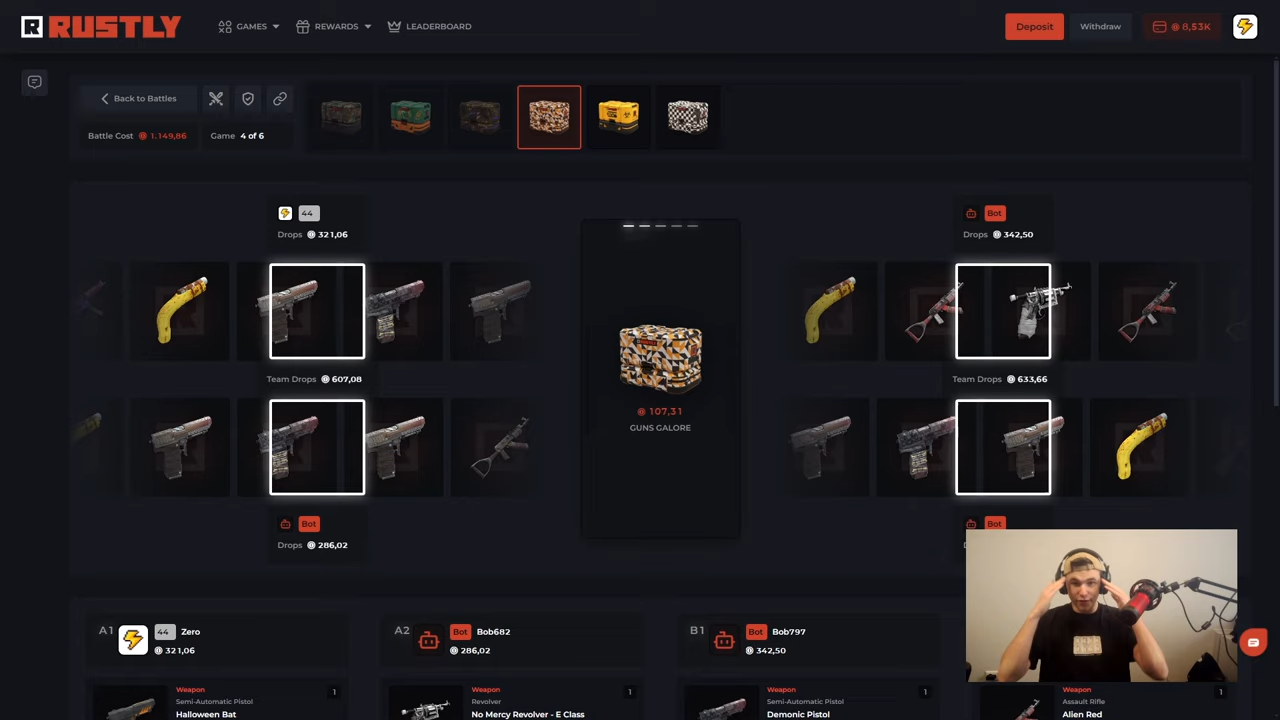 R RUSTLY
GAMES
REWARDS
LEADERBOARD
Deposit
Withdraw
8,53K
Back to Battles
Battle Cost 1.149,86
Game 4 of 6
44
Drops 321,06
Bot
Drops 342,50
Team Drops 607,08
Team Drops 633,66
107,31
GUNS GALORE
Bot
Drops 286,02
Bot
A1 44 Zero
321,06
A2 Bot Bob682
286,02
B1 Bot Bob797
342,50
Weapon 1
Semi-Automatic Pistol
Halloween Bat
Weapon 1
Revolver
No Mercy Revolver - E Class
Weapon 1
Semi-Automatic Pistol
Demonic Pistol
Weapon 1
Assault Rifle
Alien Red